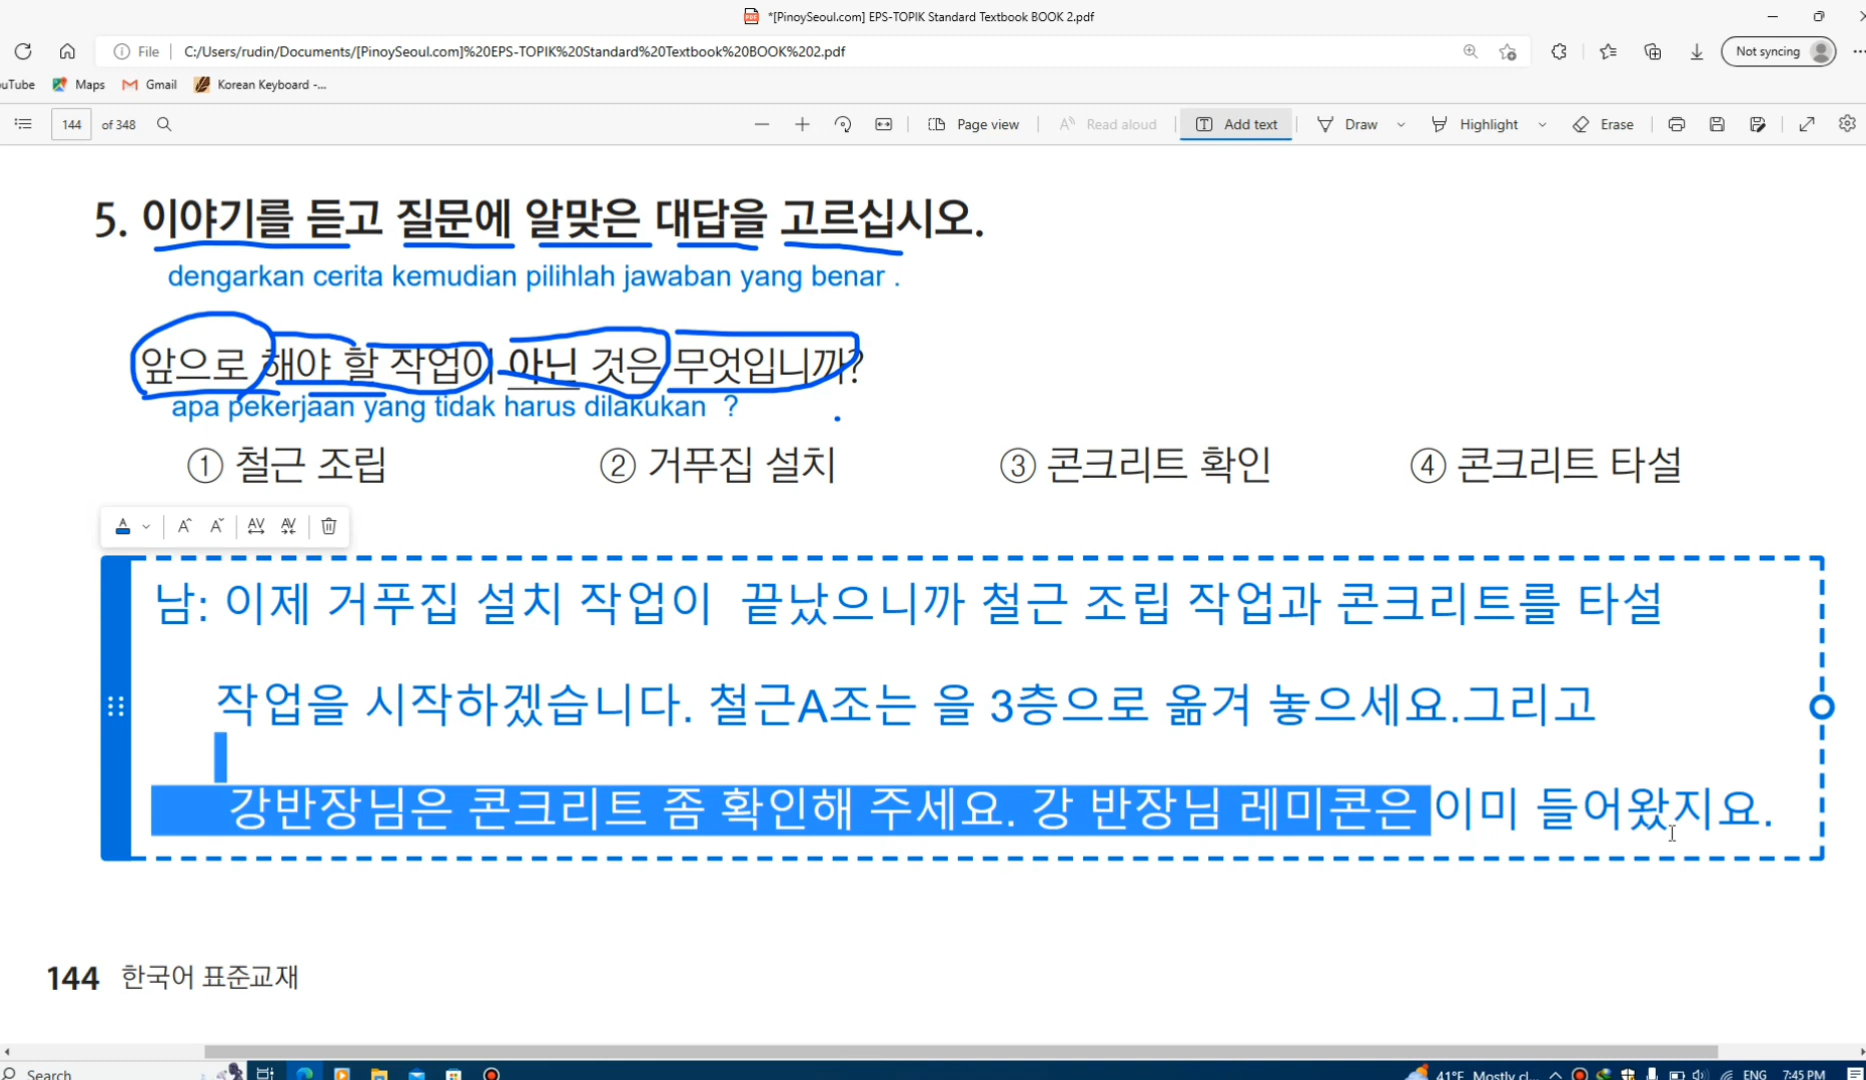 *[PinoySeoul.com] EPS-TOPIK Standard Textbook BOOK 2.pdf
File
C:/Users/rudin/Documents/[PinoySeoul.com]%20EPS-TOPIK%20Standard%20Textbook%20BOOK%202.pdf
Not syncing
Maps
Gmail
Korean Keyboard -...
144 of 348
Page view
Read aloud
Add text
Draw
Highlight
Erase
5. 이야기를 듣고 질문에 알맞은 대답을 고르십시오.
dengarkan cerita kemudian pilihlah jawaban yang benar .
앞으로 해야 할 작업이 아닌 것은 무엇입니까?
apa pekerjaan yang tidak harus dilakukan ?
① 철근 조립 ② 거푸집 설치 ③ 콘크리트 확인 ④ 콘크리트 타설
남: 이제 거푸집 설치 작업이 끝났으니까 철근 조립 작업과 콘크리트를 타설
작업을 시작하겠습니다. 철근A조는 을 3층으로 옮겨 놓으세요.그리고
강반장님은 콘크리트 좀 확인해 주세요. 강 반장님 레미콘은 이미 들어왔지요.
144 한국어 표준교재
Search
41°F Mostly cl...
ENG
7:45 PM